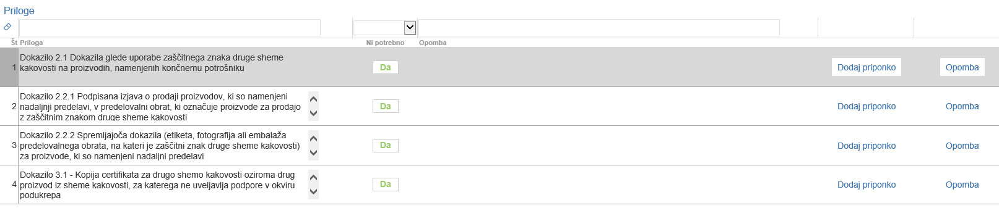 Priloge
Št Priloga Ni potrebno Opomba
Dokazilo 2.1 Dokazila glede uporabe zaščitnega znaka druge sheme
1 kakovosti na proizvodih, namenjenih končnemu potrošniku Da Dodaj priponko Opomba
Dokazilo 2.2.1 Podpisana izjava o prodaji proizvodov, ki so namenjeni
2 nadaljnji predelavi, v predelovalni obrat, ki označuje proizvode za prodajo Da Dodaj priponko Opomba
z zaščitnim znakom druge sheme kakovosti
Dokazilo 2.2.2 Spremljajoča dokazila (etiketa, fotografija ali embalaža
3 predelovalnega obrata, na kateri je zaščitni znak druge sheme kakovosti) Da Dodaj priponko Opomba
za proizvode, ki so namenjeni nadaljni predelavi
Dokazilo 3.1 - Kopija certifikata za drugo shemo kakovosti oziroma drug
4 proizvod iz sheme kakovosti, za katerega ne uveljavlja podpore v okviru Da Dodaj priponko Opomba
podukrepa